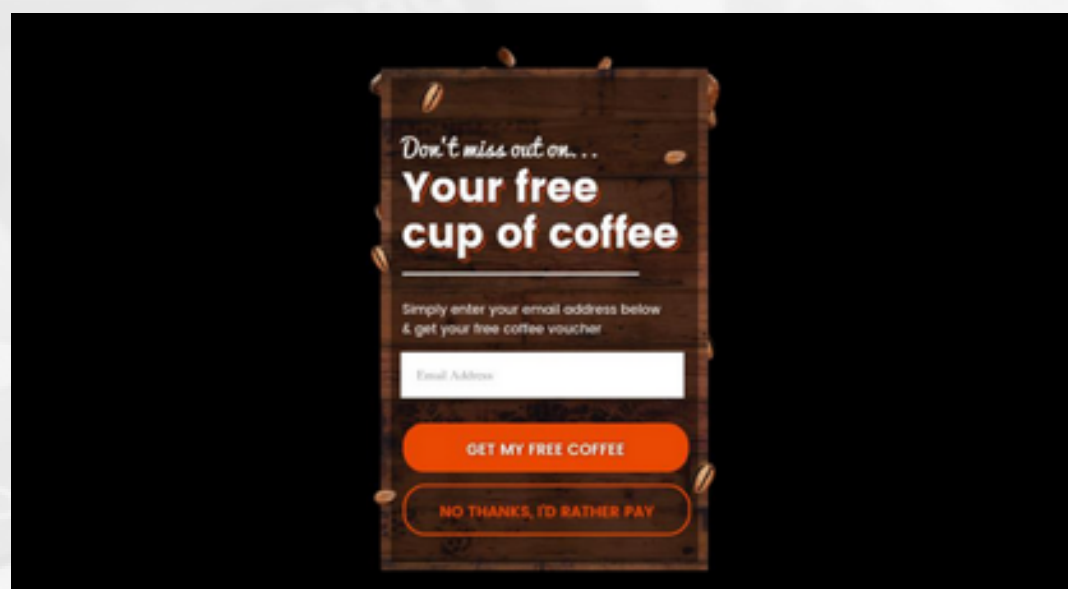 Don't miss out on...
Your free
cup of coffee
Simply enter your email address below
& get your free coffee voucher
Email Address
GET MY FREE COFFEE
NO THANKS, I'D RATHER PAY